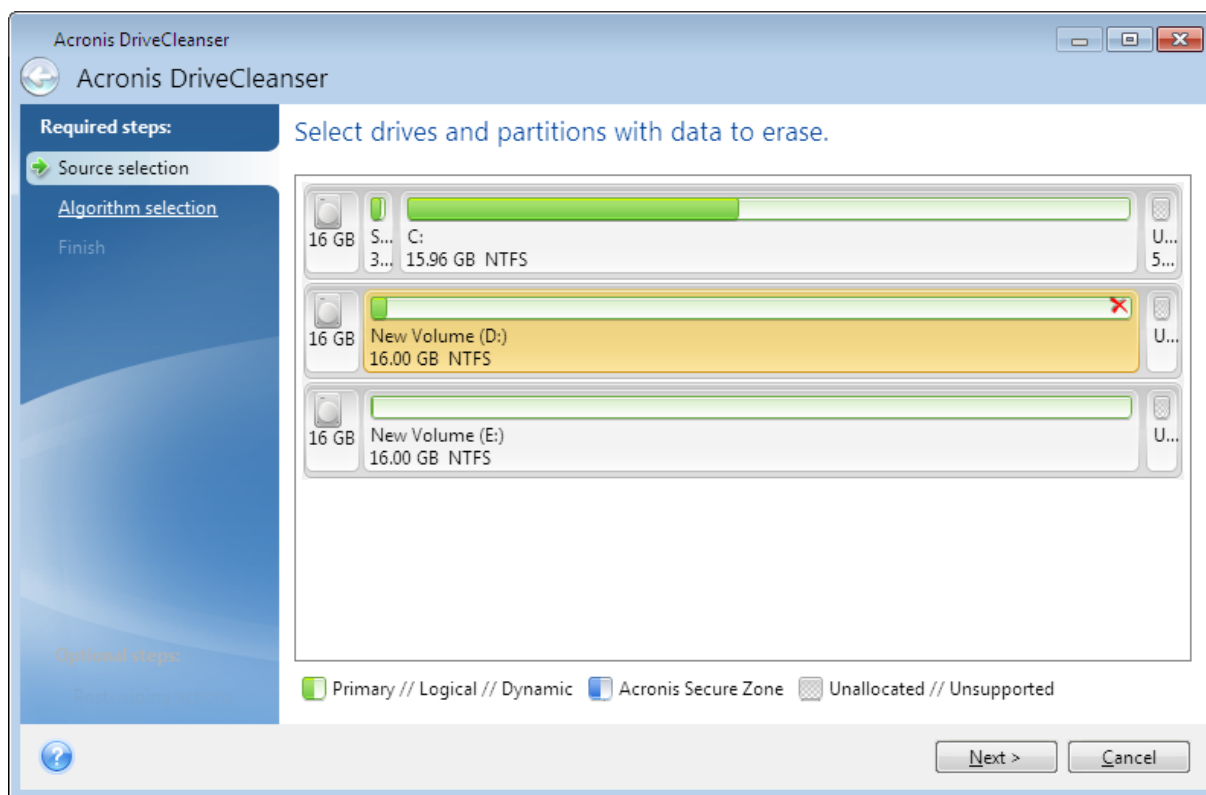 Acronis DriveCleanser
Acronis DriveCleanser
Required steps:
Source selection
Algorithm selection
Finish
Optional steps:
Select drives and partitions with data to erase.
16 GB
S...
3...
C:
15.96 GB NTFS
U...
5...
16 GB
New Volume (D:)
16.00 GB NTFS
U...
16 GB
New Volume (E:)
16.00 GB NTFS
U...
Primary // Logical // Dynamic
Acronis Secure Zone
Unallocated // Unsupported
?
Next >
Cancel